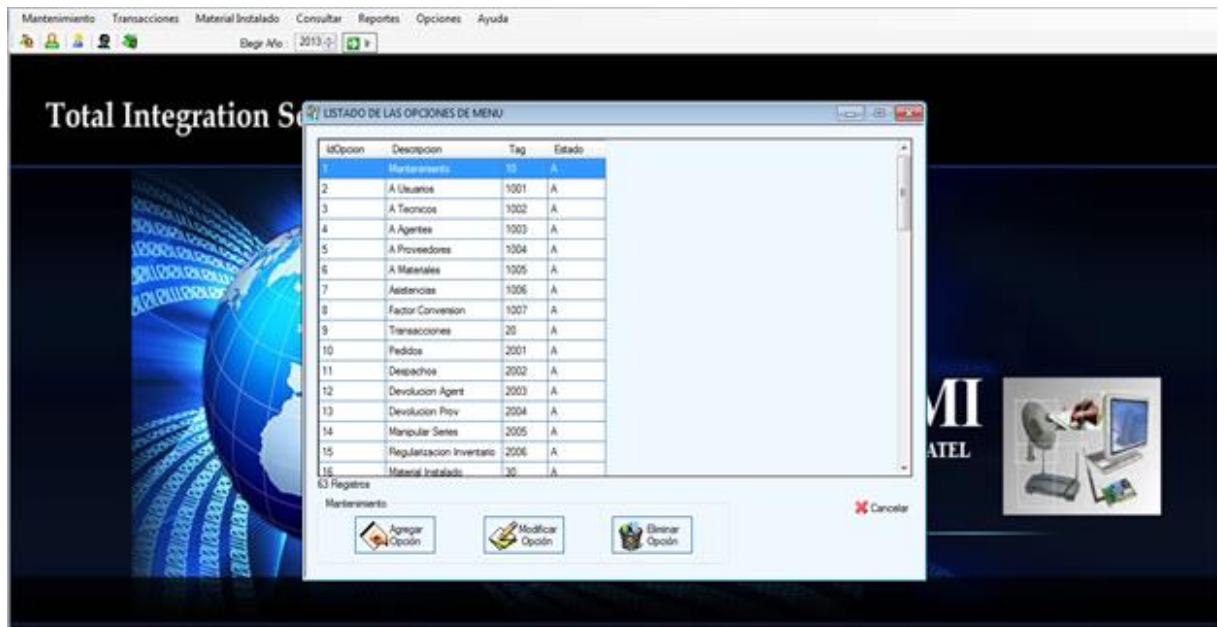 Mantenimiento Transacciones Material Instalado Consultar Reportes Opciones Ayuda
Elegir Año : 2013
Total Integration
LISTADO DE LAS OPCIONES DE MENU
IdOpcion Descripcion Tag Estado
1 Mantenimiento 10 A
2 A Usuarios 1001 A
3 A Tecnicos 1002 A
4 A Agentes 1003 A
5 A Proveedores 1004 A
6 A Materiales 1005 A
7 Asistencias 1006 A
8 Factor Conversion 1007 A
9 Transacciones 20 A
10 Pedidos 2001 A
11 Despachos 2002 A
12 Devolucion Agent 2003 A
13 Devolucion Prov 2004 A
14 Manipular Series 2005 A
15 Regularizacion Inventario 2006 A
16 Material Instalado 30 A
63 Registros
Mantenimiento
Agregar Opción
Modificar Opción
Eliminar Opción
Cancelar
MI
ATEL